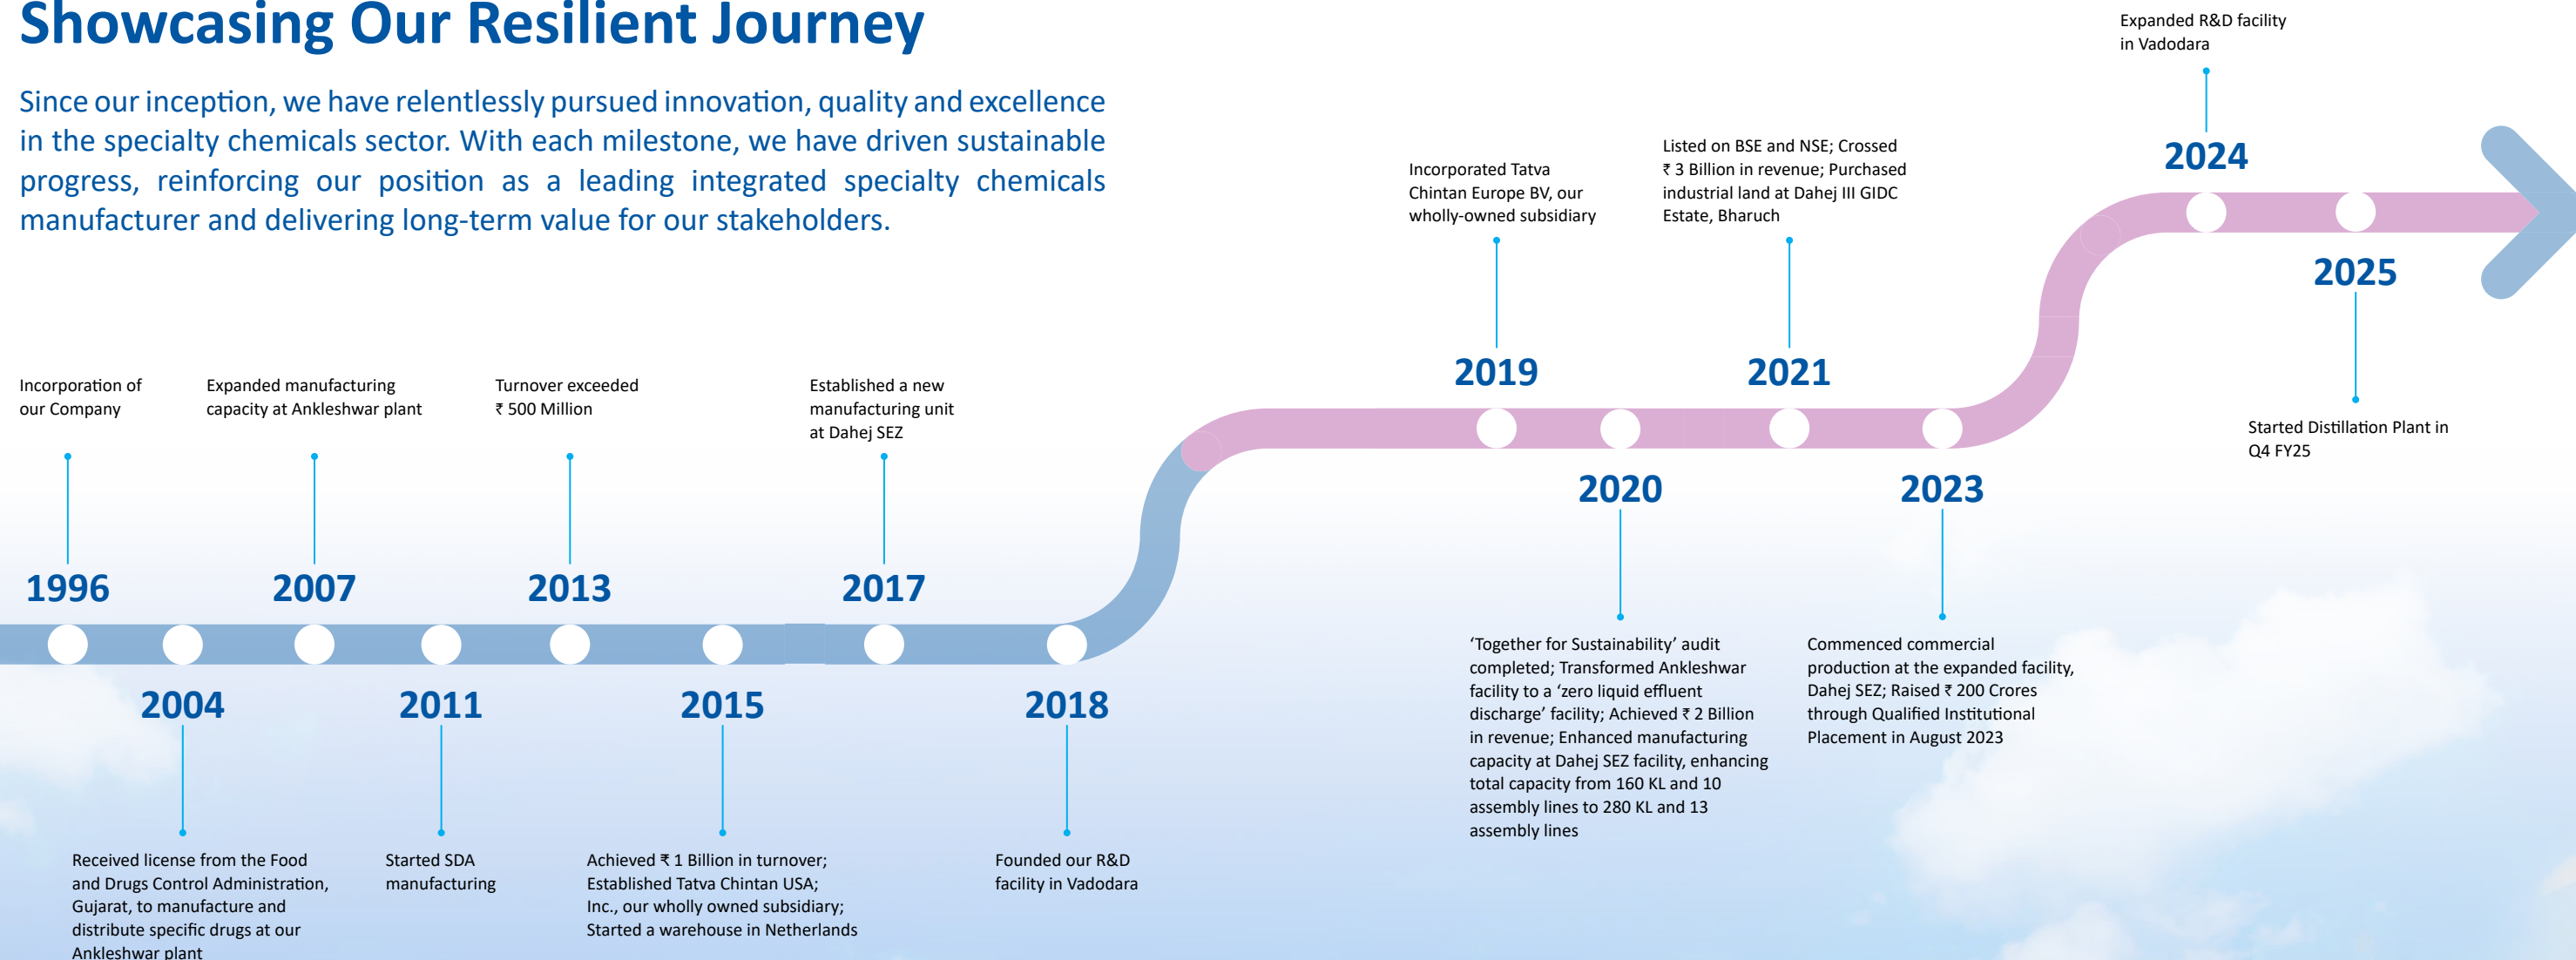 Showcasing Our Resilient Journey
Since our inception, we have relentlessly pursued innovation, quality and excellence
in the specialty chemicals sector. With each milestone, we have driven sustainable
progress, reinforcing our position as a leading integrated specialty chemicals
manufacturer and delivering long-term value for our stakeholders.
Incorporation of
our Company
1996
2004
Received license from the Food
and Drugs Control Administration,
Gujarat, to manufacture and
distribute specific drugs at our
Ankleshwar plant
Expanded manufacturing
capacity at Ankleshwar plant
2007
2011
Started SDA
manufacturing
Turnover exceeded
₹ 500 Million
2013
2015
Achieved ₹ 1 Billion in turnover;
Established Tatva Chintan USA;
Inc., our wholly owned subsidiary;
Started a warehouse in Netherlands
Established a new
manufacturing unit
at Dahej SEZ
2017
2018
Founded our R&D
facility in Vadodara
Incorporated Tatva
Chintan Europe BV, our
wholly-owned subsidiary
2019
2020
‘Together for Sustainability’ audit
completed; Transformed Ankleshwar
facility to a ‘zero liquid effluent
discharge’ facility; Achieved ₹ 2 Billion
in revenue; Enhanced manufacturing
capacity at Dahej SEZ facility, enhancing
total capacity from 160 KL and 10
assembly lines to 280 KL and 13
assembly lines
Listed on BSE and NSE; Crossed
₹ 3 Billion in revenue; Purchased
industrial land at Dahej III GIDC
Estate, Bharuch
2021
2023
Commenced commercial
production at the expanded facility,
Dahej SEZ; Raised ₹ 200 Crores
through Qualified Institutional
Placement in August 2023
Expanded R&D facility
in Vadodara
2024
2025
Started Distillation Plant in
Q4 FY25